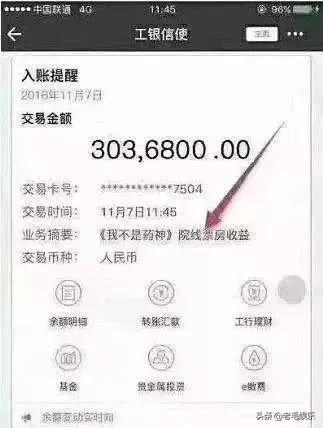 中国联通 4G 11:45 96%
工银信使 主页
入账提醒
2018年11月7日
交易金额
303,6800 .00
交易卡号: ************7504
交易时间: 11月7日11:45
业务摘要: 《我不是药神》院线票房收益
交易币种: 人民币
余额明细 转账汇款 工行理财
基金 贵金属投资 e缴费
余额变动实时知
头条@老毛娱乐